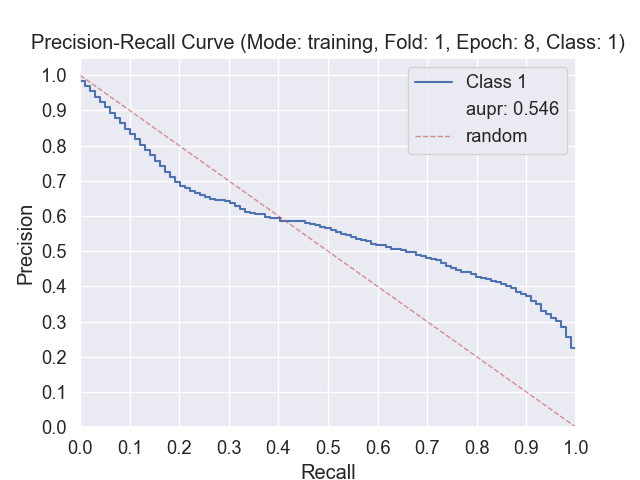 Precision-Recall Curve (Mode: training, Fold: 1, Epoch: 8, Class: 1)
Class 1
aupr: 0.546
random
1.0
0.9
0.8
0.7
0.6
0.5
0.4
0.3
0.2
0.1
0.0
Precision
0.0 0.1 0.2 0.3 0.4 0.5 0.6 0.7 0.8 0.9 1.0
Recall